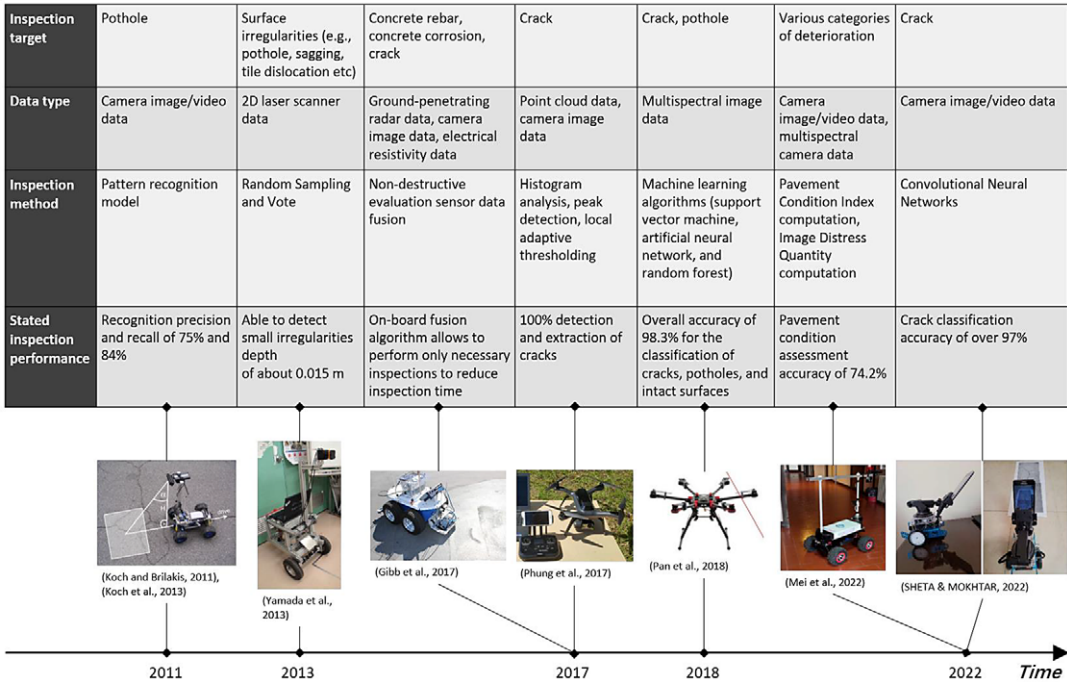 Inspection
target
Pothole
Surface
irregularities (e.g.,
pothole, sagging,
tile dislocation etc)
Concrete rebar,
concrete corrosion,
crack
Crack
Crack, pothole
Various categories
of deterioration
Crack
Data type
Camera image/video
data
2D laser scanner
data
Ground-penetrating
radar data, camera
image data, electrical
resistivity data
Point cloud data,
camera image
data
Multispectral image
data
Camera
image/video data,
multispectral
camera data
Camera image/video data
Inspection
method
Pattern recognition
model
Random Sampling
and Vote
Non-destructive
evaluation sensor data
fusion
Histogram
analysis, peak
detection, local
adaptive
thresholding
Machine learning
algorithms (support
vector machine,
artificial neural
network, and
random forest)
Pavement
Condition Index
computation,
Image Distress
Quantity
computation
Convolutional Neural
Networks
Stated
inspection
performance
Recognition precision
and recall of 75% and
84%
Able to detect
small irregularities
depth
of about 0.015 m
On-board fusion
algorithm allows to
perform only necessary
inspections to reduce
inspection time
100% detection
and extraction of
cracks
Overall accuracy of
98.3% for the
classification of
cracks, potholes, and
intact surfaces
Pavement
condition
assessment
accuracy of 74.2%
Crack classification
accuracy of over 97%
(Koch and Brilakis, 2011),
(Koch et al., 2013)
(Yamada et al.,
2013)
(Gibb et al., 2017)
(Phung et al., 2017)
(Pan et al., 2018)
(Mei et al., 2022)
(SHETA & MOKHTAR, 2022)
2011
2013
2017
2018
2022
Time